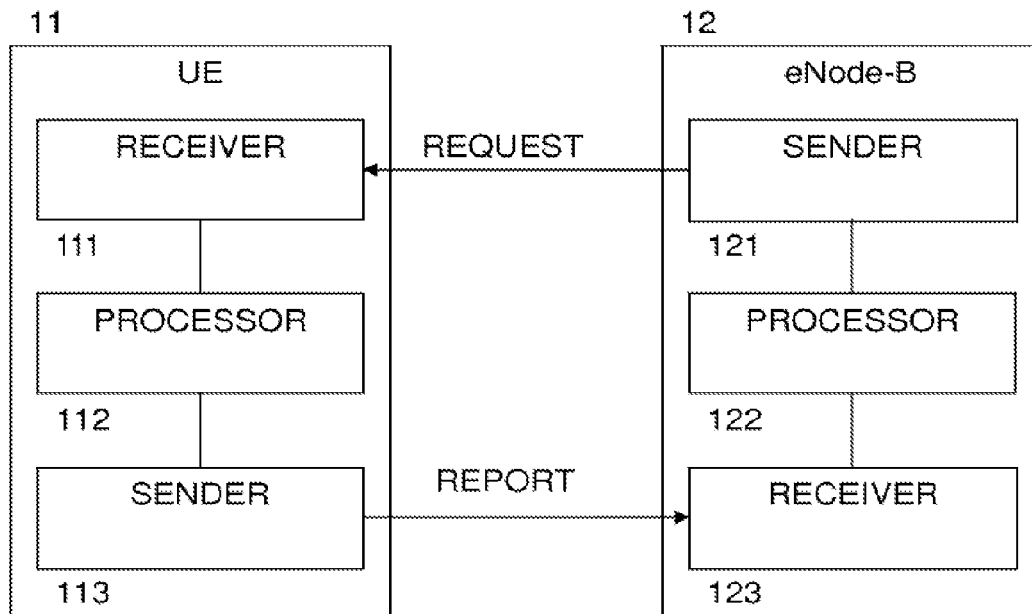 11
12
UE
eNode-B
RECEIVER
REQUEST
SENDER
111
121
PROCESSOR
PROCESSOR
112
122
SENDER
REPORT
RECEIVER
113
123